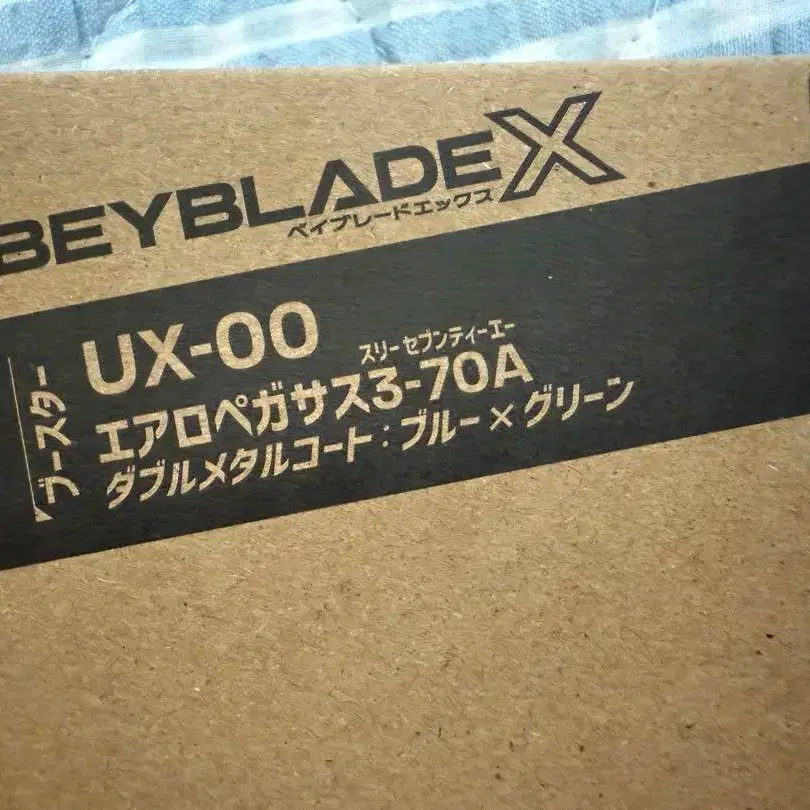 BEYBLADE X
ベイブレードエックス
ブースター
UX-00
スリーセブンティーエー
エアロペガサス3-70A
ダブルメタルコート:ブルー×グリーン